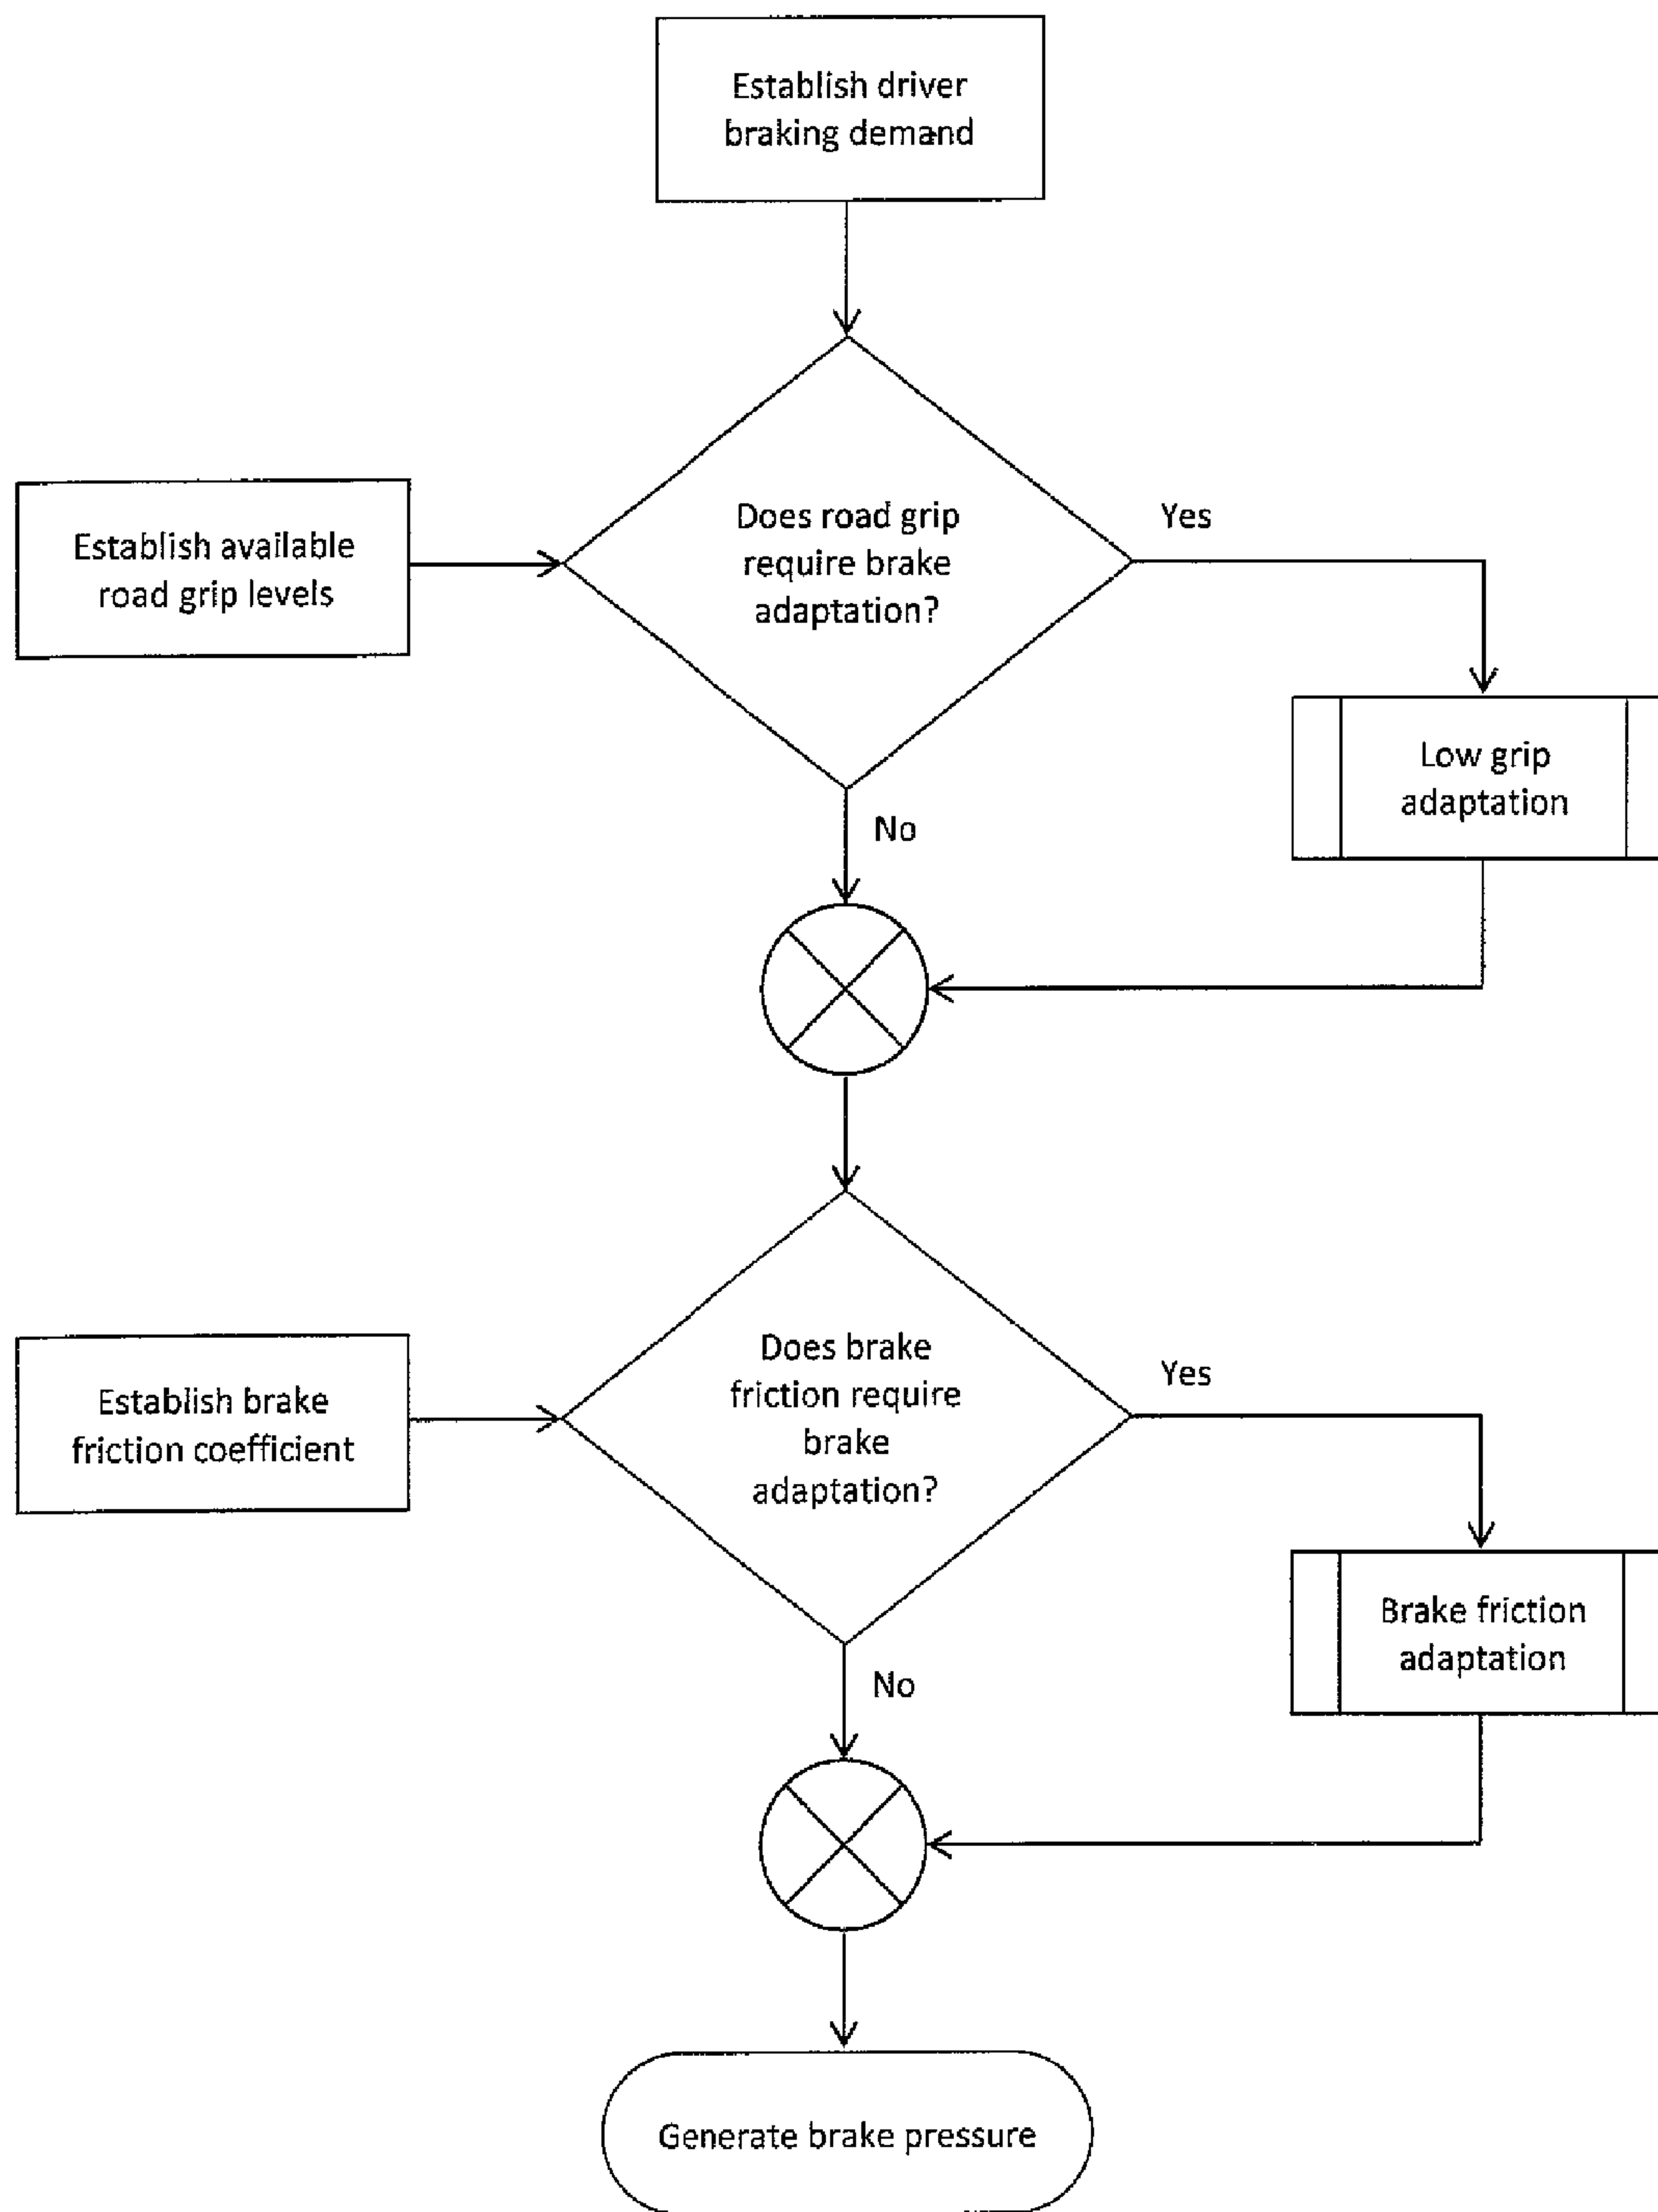 Establish driver
braking demand
Establish available
road grip levels
Does road grip
require brake
adaptation?
Yes
Low grip
adaptation
No
Establish brake
friction coefficient
Does brake
friction require
brake
adaptation?
Yes
Brake friction
adaptation
No
Generate brake pressure